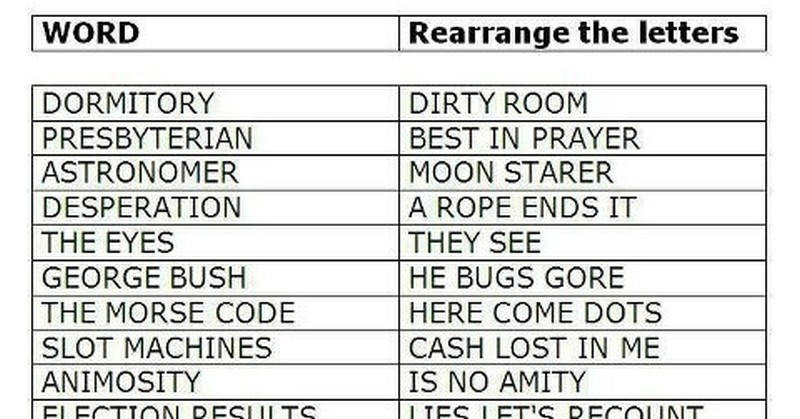 WORD Rearrange the letters
DORMITORY DIRTY ROOM
PRESBYTERIAN BEST IN PRAYER
ASTRONOMER MOON STARER
DESPERATION A ROPE ENDS IT
THE EYES THEY SEE
GEORGE BUSH HE BUGS GORE
THE MORSE CODE HERE COME DOTS
SLOT MACHINES CASH LOST IN ME
ANIMOSITY IS NO AMITY
ELECTION RESULTS LIES LET'S RECOUNT